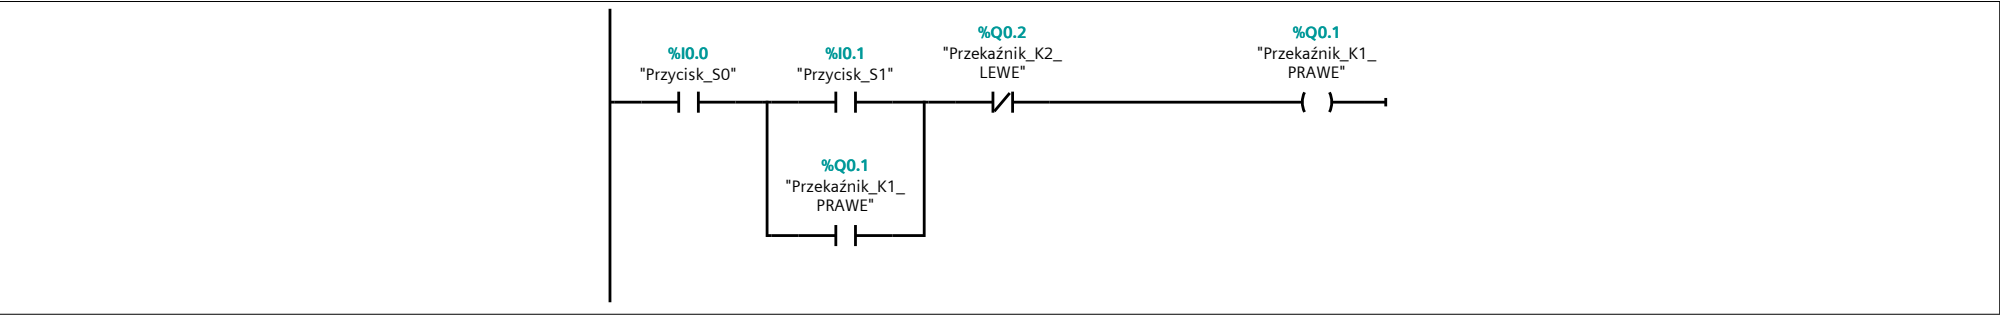 %I0.0
"Przycisk_S0"
%I0.1
"Przycisk_S1"
%Q0.2
"Przekaźnik_K2_
LEWE"
%Q0.1
"Przekaźnik_K1_
PRAWE"
%Q0.1
"Przekaźnik_K1_
PRAWE"